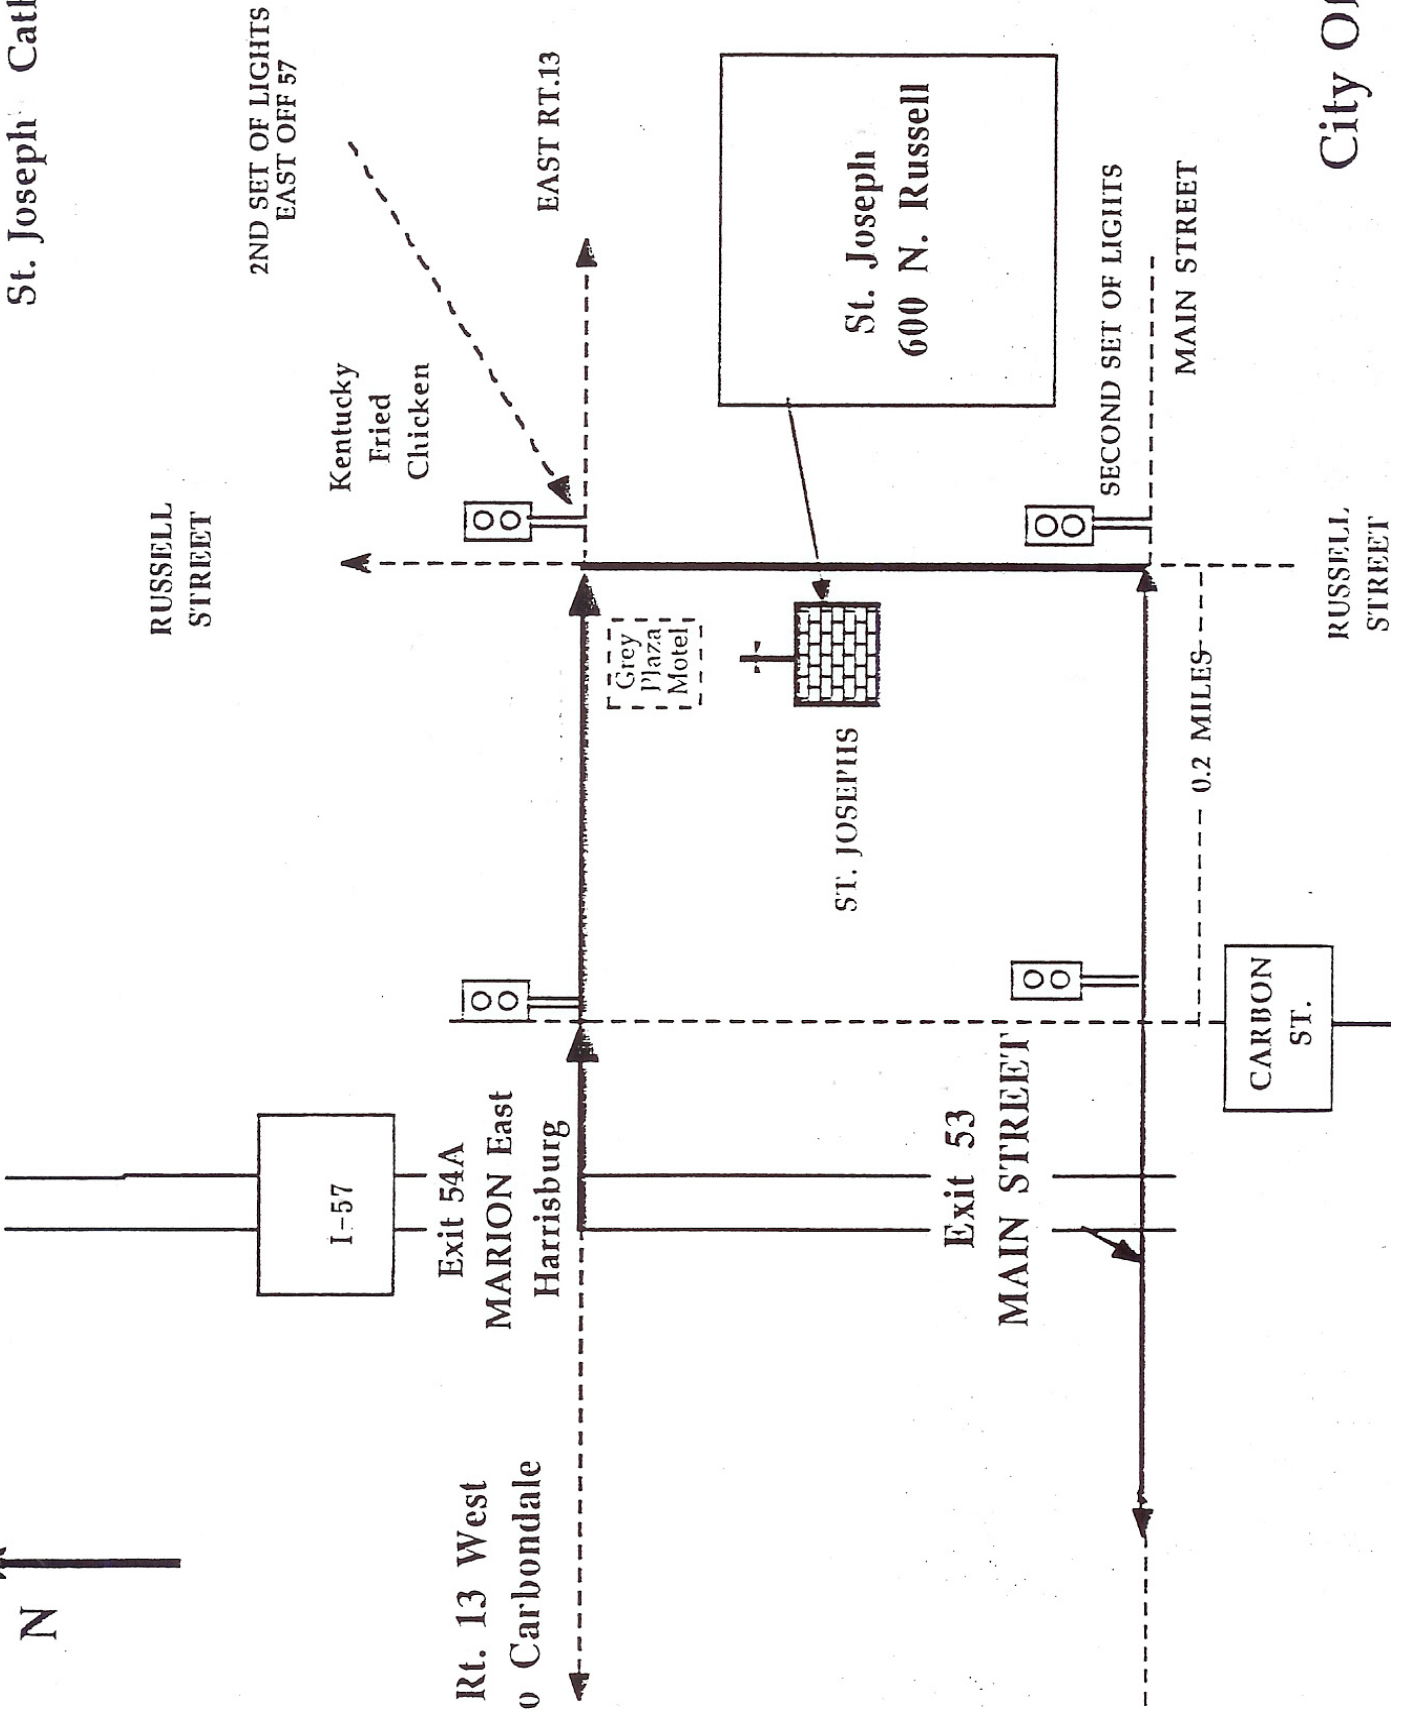 St. Joseph
N
I-57
RUSSELL
STREET
2ND SET OF LIGHTS
EAST OFF 57
Kentucky
Fried
Chicken
Rt. 13 West
o Carbondale
Exit 54A
MARION East
Harrisburg
EAST RT.13
Grey
Plaza
Motel
St. Joseph
600 N. Russell
ST. JOSEPHS
Exit 53
MAIN STREET
SECOND SET OF LIGHTS
MAIN STREET
0.2 MILES
CARBON
ST.
RUSSELL
STREET
City